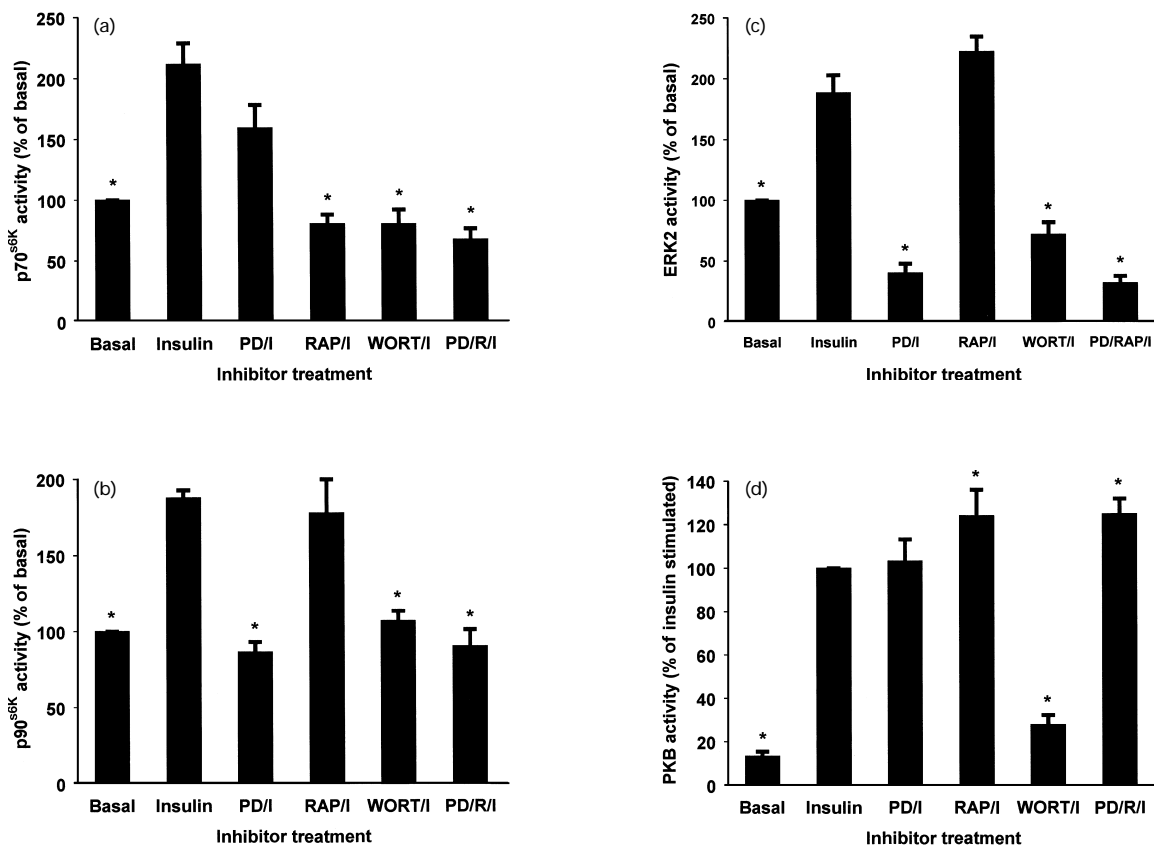 (a)
p70s6K activity (% of basal)
250
200
150
100
50
0
*
*
*
*
Basal Insulin PD/I RAP/I WORT/I PD/R/I
Inhibitor treatment
(c)
ERK2 activity (% of basal)
250
200
150
100
50
0
*
*
*
*
Basal Insulin PD/I RAP/I WORT/I PD/RAP/I
Inhibitor treatment
(b)
p90s6K activity (% of basal)
200
150
100
50
0
*
*
*
*
Basal Insulin PD/I RAP/I WORT/I PD/R/I
Inhibitor treatment
(d)
PKB activity (% of insulin stimulated)
140
120
100
80
60
40
20
0
*
*
*
*
Basal Insulin PD/I RAP/I WORT/I PD/R/I
Inhibitor treatment